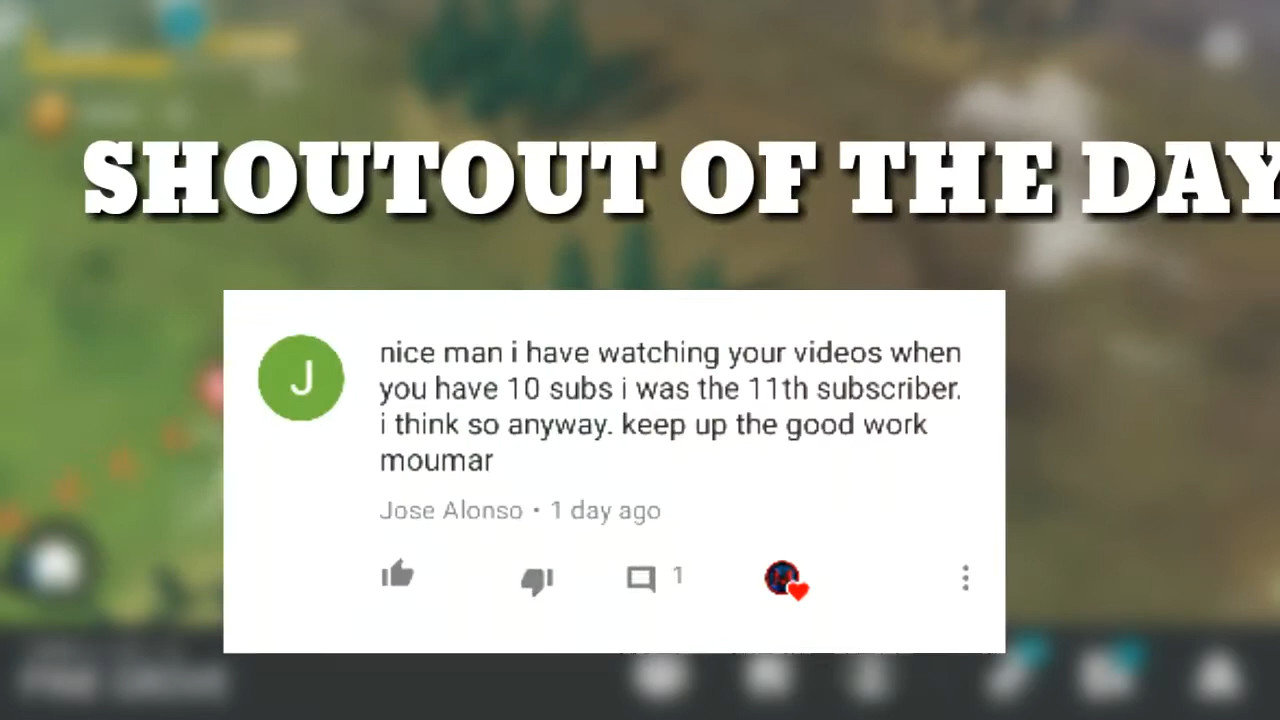 SHOUTOUT OF THE DAY
J
nice man i have watching your videos when
you have 10 subs i was the 11th subscriber.
i think so anyway. keep up the good work
moumar
Jose Alonso • 1 day ago
1